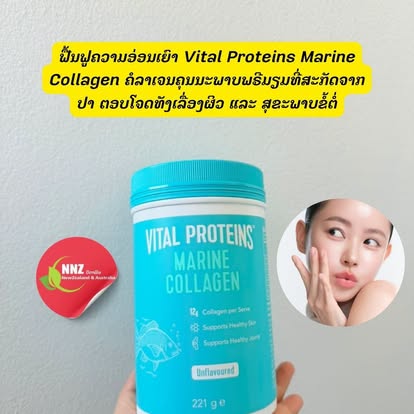 ຟື້ນຟູຄວາມອ່ອນເຍົາ Vital Proteins Marine
Collagen ຄໍລາເຈນຄຸນນະພາບພຣີມຽມທີ່ສະກັດຈາກ
ປາ ຕອບໂຈດທັງເລື່ອງຜິວ ແລະ ສຸຂະພາບຂໍ້ຕໍ່
NNZ
NewZealand & Australia
VITAL PROTEINS
MARINE
COLLAGEN
12g Collagen per Serve
Supports Healthy Skin
Supports Healthy Joints
Unflavoured
221 g ℮